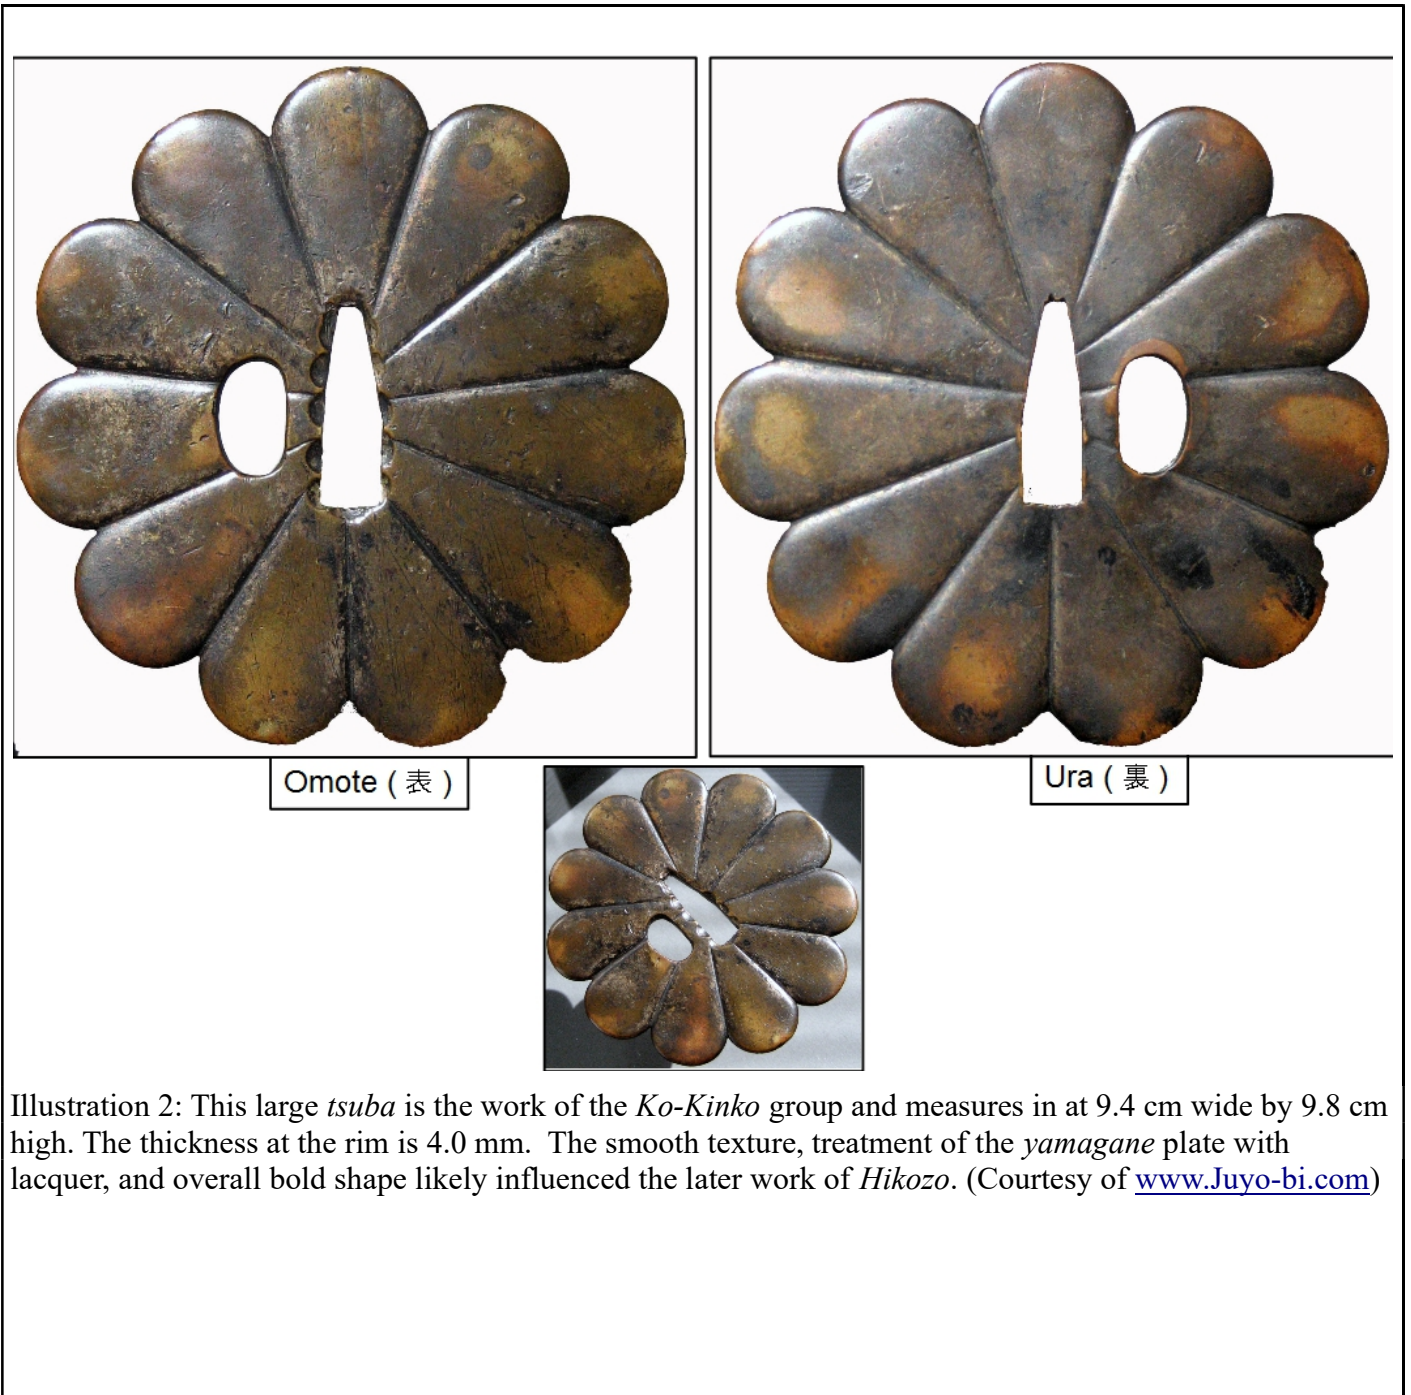 Omote ( 表 )
Ura ( 裏 )
Illustration 2: This large tsuba is the work of the Ko-Kinko group and measures in at 9.4 cm wide by 9.8 cm
high. The thickness at the rim is 4.0 mm.  The smooth texture, treatment of the yamagane plate with
lacquer, and overall bold shape likely influenced the later work of Hikozo. (Courtesy of www.Juyo-bi.com)